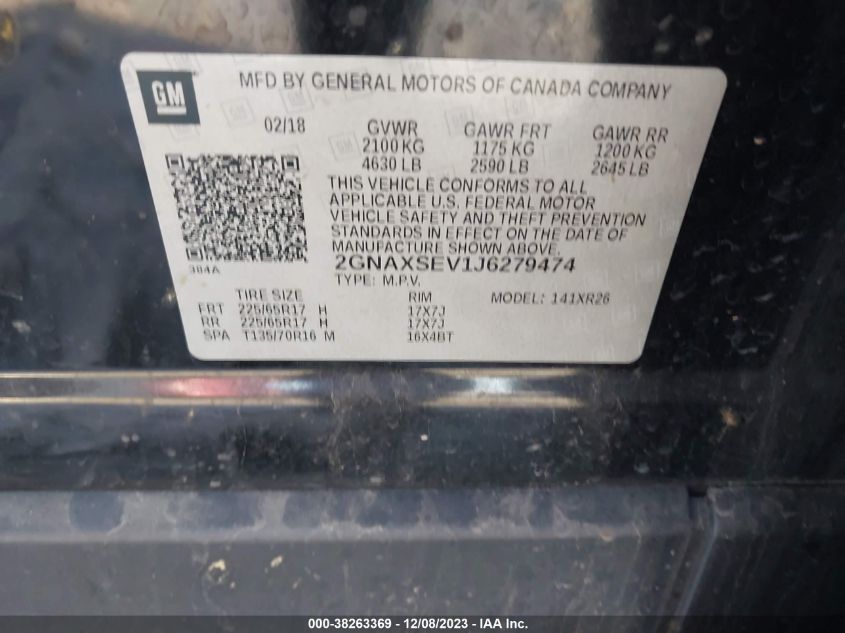 GM
MFD BY GENERAL MOTORS OF CANADA COMPANY
02/18 GVWR GAWR FRT GAWR RR
2100 KG 1175 KG 1200 KG
4630 LB 2590 LB 2645 LB
THIS VEHICLE CONFORMS TO ALL
APPLICABLE U.S. FEDERAL MOTOR
VEHICLE SAFETY AND THEFT PREVENTION
STANDARDS IN EFFECT ON THE DATE OF
MANUFACTURE SHOWN ABOVE.
384A 2GNAXSEV1J6279474
TYPE: M.P.V.
TIRE SIZE RIM MODEL: 141XR26
FRT 225/65R17 H 17X7J
RR 225/65R17 H 17X7J
SPA T135/70R16 M 16X4BT
000-38263369 - 12/08/2023 - IAA Holdings, Inc.